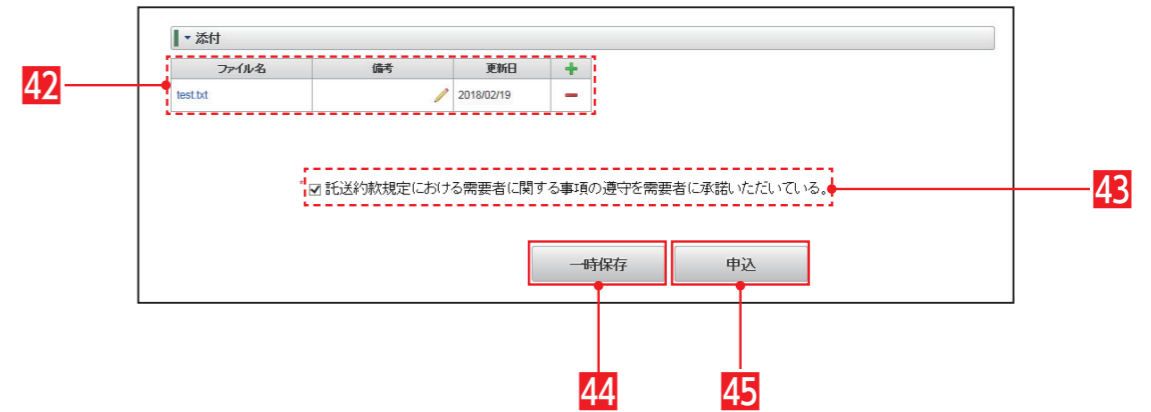 添付
ファイル名 備考 更新日
42
test.txt 2018/02/19
*託送約款規定における需要者に関する事項の遵守を需要者に承諾いただいている。
43
一時保存 申込
44 45